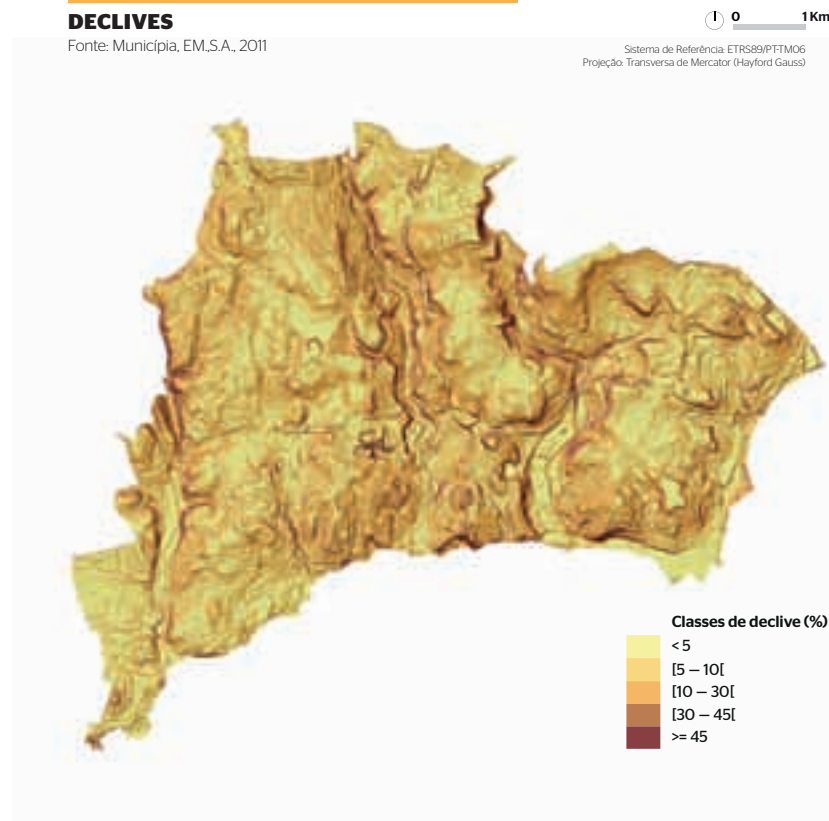 DECLIVES
Fonte: Municípia, EM.,S.A., 2011
0 1 Km
Sistema de Referência: ETRS89/PT-TM06
Projeção: Transversa de Mercator (Hayford Gauss)
Classes de declive (%)
< 5
[5 – 10[
[10 – 30[
[30 – 45[
>= 45